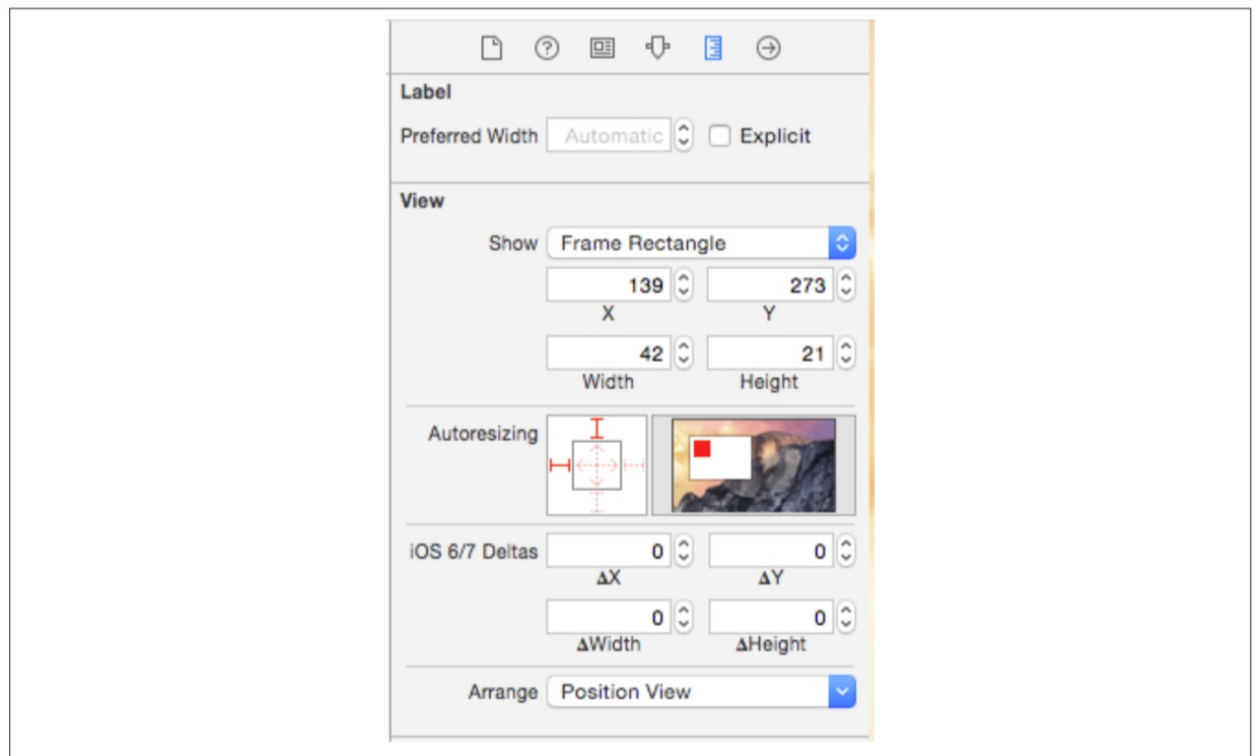 Label
Preferred Width Automatic Explicit
View
Show Frame Rectangle
139 273
X Y
42 21
Width Height
Autoresizing
iOS 6/7 Deltas 0 0
ΔX ΔY
0 0
ΔWidth ΔHeight
Arrange Position View